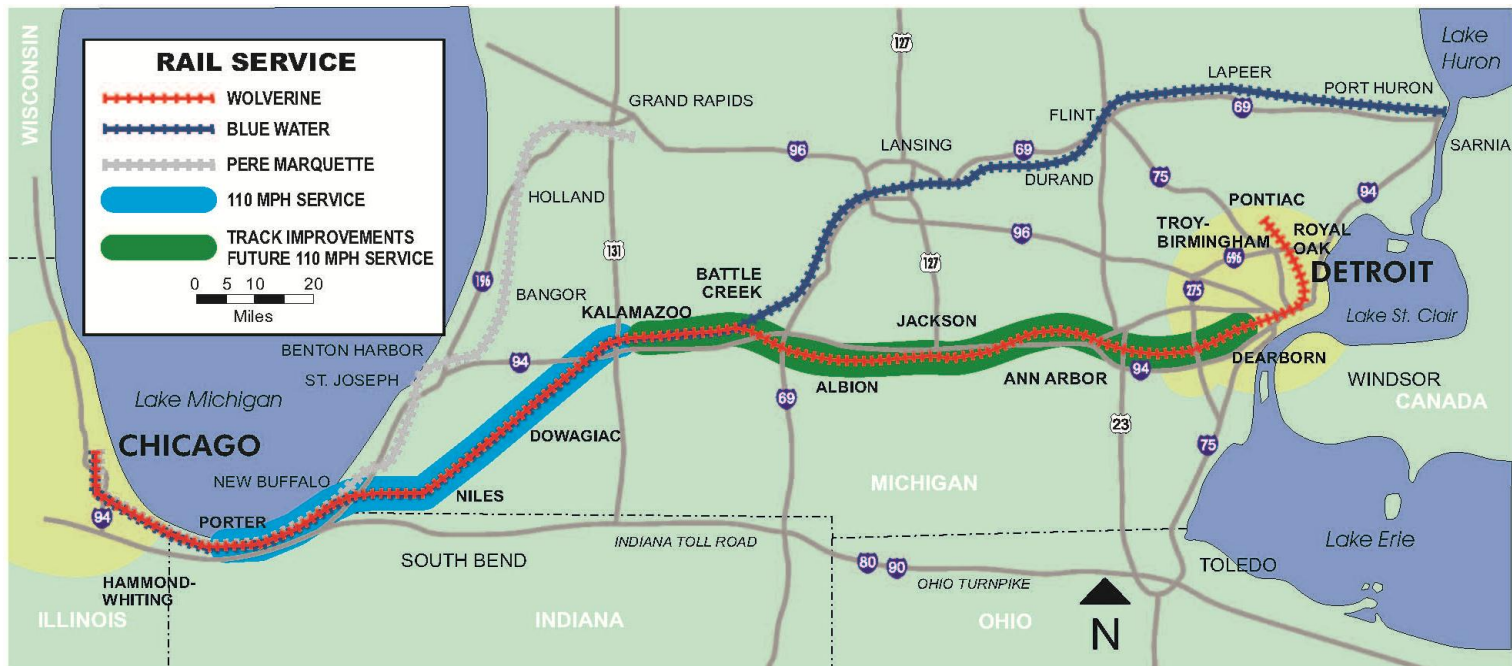 WISCONSIN
RAIL SERVICE
WOLVERINE
BLUE WATER
PERE MARQUETTE
110 MPH SERVICE
TRACK IMPROVEMENTS
FUTURE 110 MPH SERVICE
0 5 10 20
Miles
127
Lake
Huron
LAPEER
PORT HURON
GRAND RAPIDS
FLINT
69
SARNIA
96
LANSING
69
DURAND
75
94
HOLLAND
PONTIAC
TROY-
BIRMINGHAM
ROYAL
OAK
96
696
131
127
DETROIT
196
BATTLE
CREEK
275
BANGOR
KALAMAZOO
JACKSON
Lake St. Clair
BENTON HARBOR
94
ST. JOSEPH
DEARBORN
ALBION
ANN ARBOR
94
WINDSOR
CANADA
Lake Michigan
69
DOWAGIAC
23
75
CHICAGO
NEW BUFFALO
MICHIGAN
NILES
94
PORTER
INDIANA TOLL ROAD
Lake Erie
SOUTH BEND
80
90
TOLEDO
OHIO TURNPIKE
HAMMOND-
WHITING
ILLINOIS
INDIANA
OHIO
N